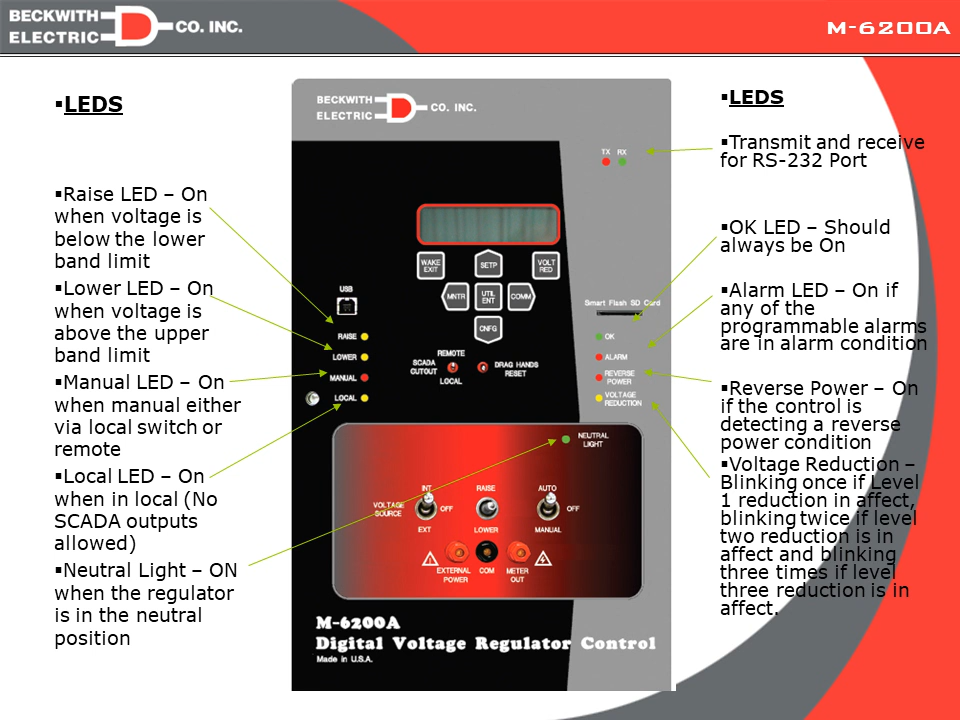 BECKWITH
ELECTRIC
CO. INC.
M-6200A
▪LEDS
▪Raise LED – On
when voltage is
below the lower
band limit
▪Lower LED – On
when voltage is
above the upper
band limit
▪Manual LED – On
when manual either
via local switch or
remote
▪Local LED – On
when in local (No
SCADA outputs
allowed)
▪Neutral Light – ON
when the regulator
is in the neutral
position
BECKWITH
ELECTRIC
CO. INC.
TX RX
WAKE
EXIT
SETP
VOLT
RED
MNTR
UTIL
ENT
COMM
CNFG
USB
Smart Flash SD Card
RAISE
LOWER
MANUAL
LOCAL
REMOTE
SCADA
CUTOUT
LOCAL
DRAG HANDS
RESET
OK
ALARM
REVERSE
POWER
VOLTAGE
REDUCTION
NEUTRAL
LIGHT
INT
RAISE
AUTO
VOLTAGE
SOURCE
OFF
OFF
EXT
LOWER
MANUAL
EXTERNAL
POWER
COM
METER
OUT
M-6200A
Digital Voltage Regulator Control
Made in U.S.A.
▪LEDS
▪Transmit and receive
for RS-232 Port
▪OK LED – Should
always be On
▪Alarm LED – On if
any of the
programmable alarms
are in alarm condition
▪Reverse Power – On
if the control is
detecting a reverse
power condition
▪Voltage Reduction –
Blinking once if Level
1 reduction in affect,
blinking twice if level
two reduction is in
affect and blinking
three times if level
three reduction is in
affect.